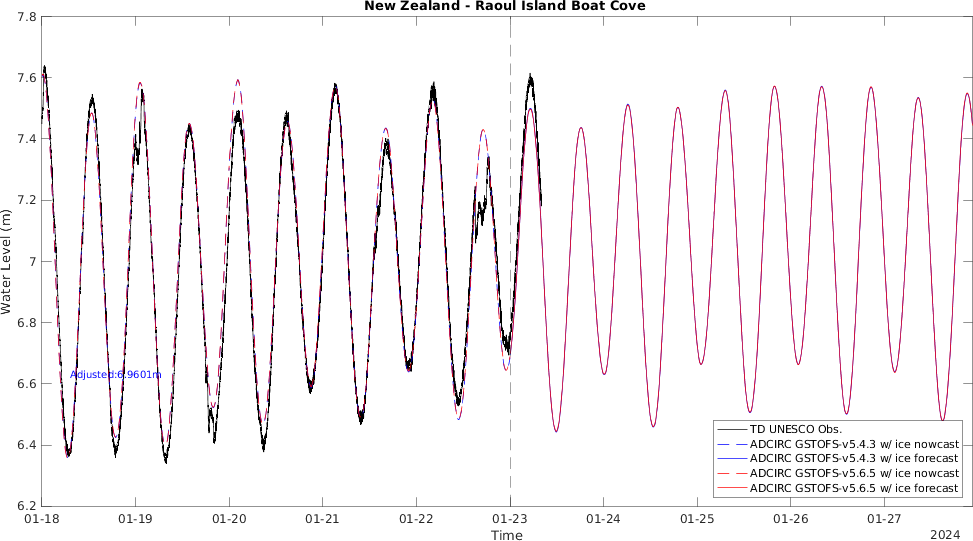 New Zealand - Raoul Island Boat Cove
7.8
7.6
7.4
7.2
7
6.8
6.6
6.4
6.2
Water Level (m)
Adjusted:6.9601m
TD UNESCO Obs.
ADCIRC GSTOFS-v5.4.3 w/ ice nowcast
ADCIRC GSTOFS-v5.4.3 w/ ice forecast
ADCIRC GSTOFS-v5.6.5 w/ ice nowcast
ADCIRC GSTOFS-v5.6.5 w/ ice forecast
01-18 01-19 01-20 01-21 01-22 01-23 01-24 01-25 01-26 01-27
Time
2024